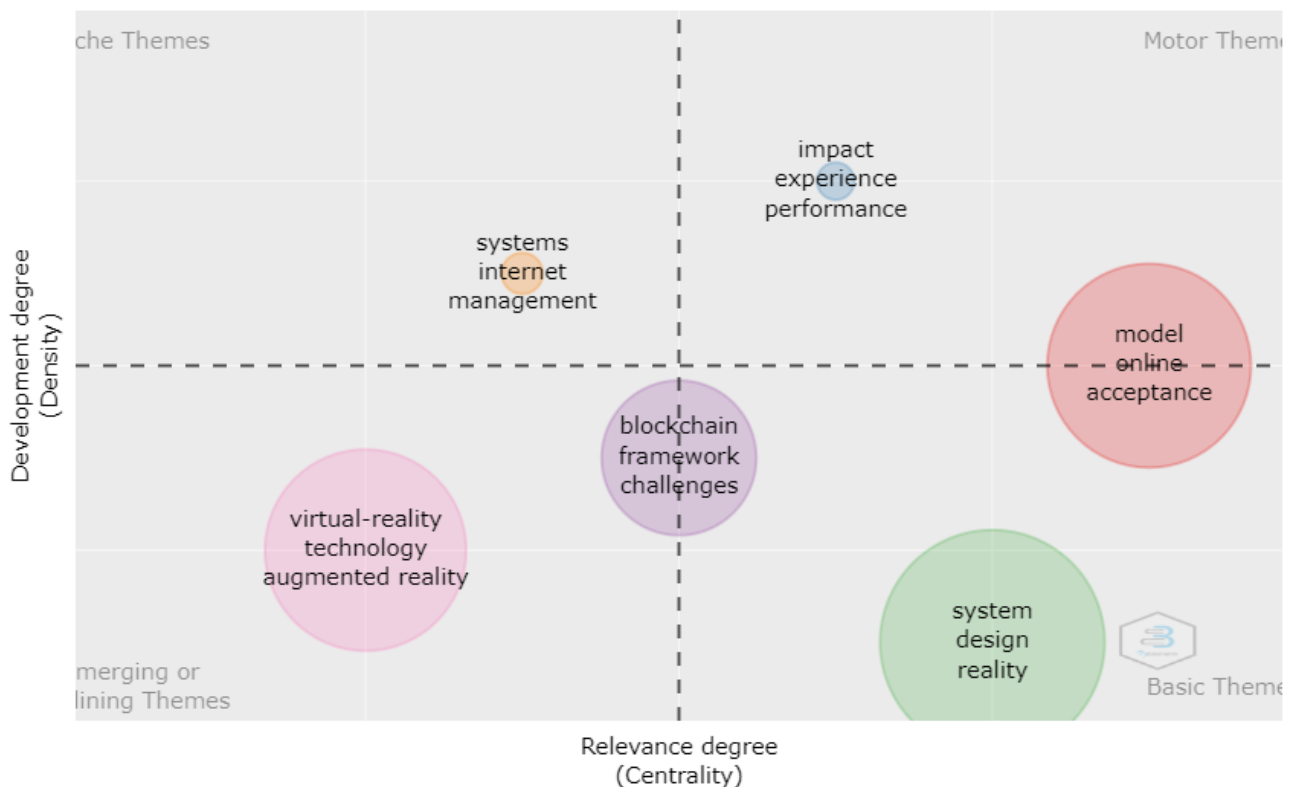 che Themes
Motor Theme
impact
experience
performance
systems
internet
management
model
online
acceptance
blockchain
framework
challenges
virtual-reality
technology
augmented reality
system
design
reality
merging or
lining Themes
Basic Theme
Development degree
(Density)
Relevance degree
(Centrality)